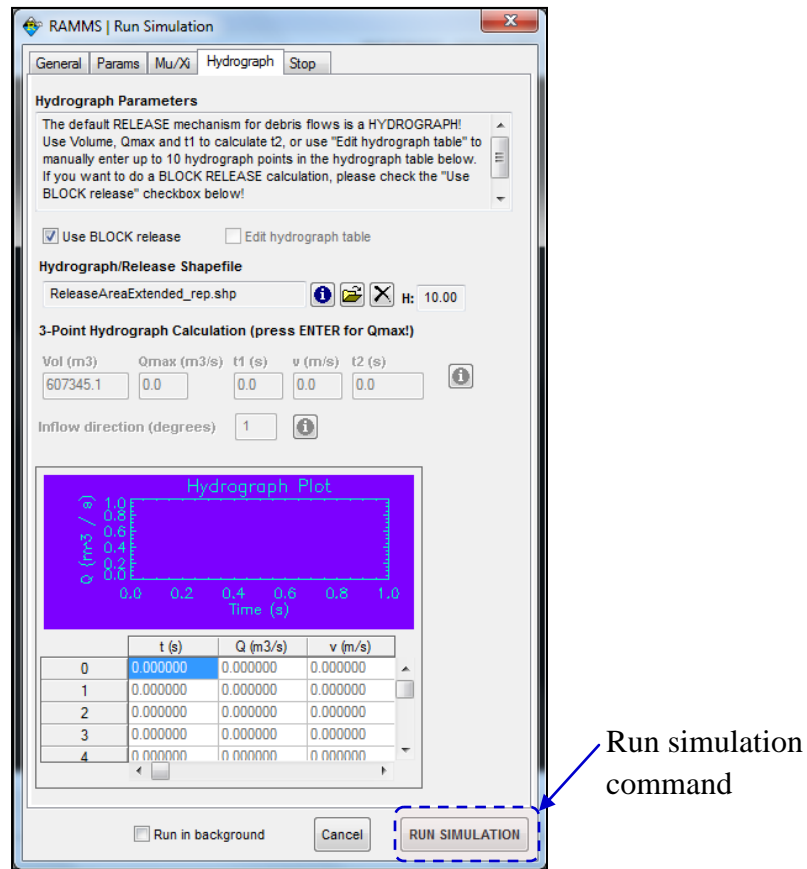 RAMMS | Run Simulation
General Params Mu/Xi Hydrograph Stop
Hydrograph Parameters
The default RELEASE mechanism for debris flows is a HYDROGRAPH!
Use Volume, Qmax and t1 to calculate t2, or use "Edit hydrograph table" to
manually enter up to 10 hydrograph points in the hydrograph table below.
If you want to do a BLOCK RELEASE calculation, please check the "Use
BLOCK release" checkbox below!
Use BLOCK release Edit hydrograph table
Hydrograph/Release Shapefile
ReleaseAreaExtended_rep.shp H: 10.00
3-Point Hydrograph Calculation (press ENTER for Qmax!)
Vol (m3) Qmax (m3/s) t1 (s) v (m/s) t2 (s)
607345.1 0.0 0.0 0.0 0.0
Inflow direction (degrees) 1
Hydrograph Plot
Q (m3 / s)
1.0
0.8
0.6
0.4
0.2
0.0
0.0 0.2 0.4 0.6 0.8 1.0
Time (s)
t (s) Q (m3/s) v (m/s)
0 0.000000 0.000000 0.000000
1 0.000000 0.000000 0.000000
2 0.000000 0.000000 0.000000
3 0.000000 0.000000 0.000000
4 0.000000 0.000000 0.000000
Run simulation
command
Run in background Cancel RUN SIMULATION